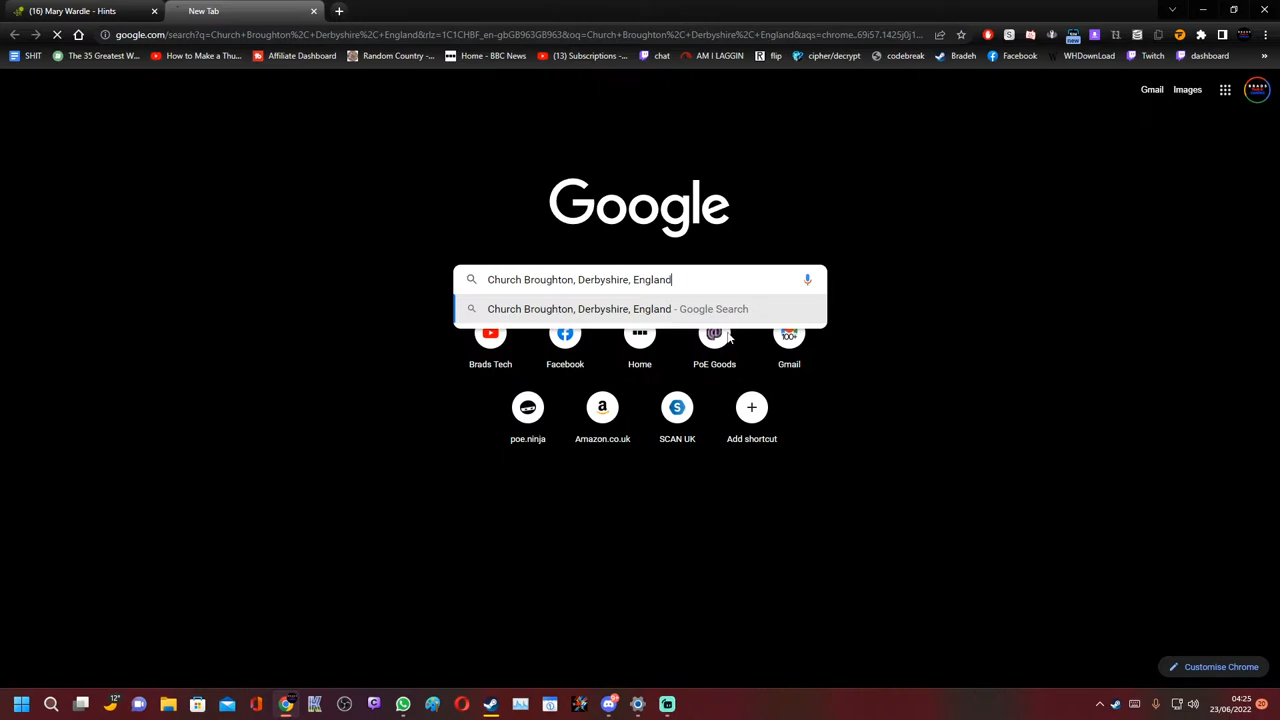 (16) Mary Wardle - Hints
New Tab
google.com/search?q=Church+Broughton%2C+Derbyshire%2C+England&rlz=1C1CHBF_en-gbGB963GB963&oq=Church+Broughton%2C+Derbyshire%2C+England&aqs=chrome..69i57.1425j0j1...
SHIT
The 35 Greatest W...
How to Make a Thu...
Affiliate Dashboard
Random Country -...
Home - BBC News
(13) Subscriptions -...
chat
AM I LAGGIN
flip
cipher/decrypt
codebreak
Bradeh
Facebook
WHDownLoad
Twitch
dashboard
Gmail
Images
Google
Church Broughton, Derbyshire, England
Church Broughton, Derbyshire, England - Google Search
Brads Tech
Facebook
Home
PoE Goods
100+
Gmail
poe.ninja
Amazon.co.uk
SCAN UK
Add shortcut
Customise Chrome
12°
04:25
23/06/2022